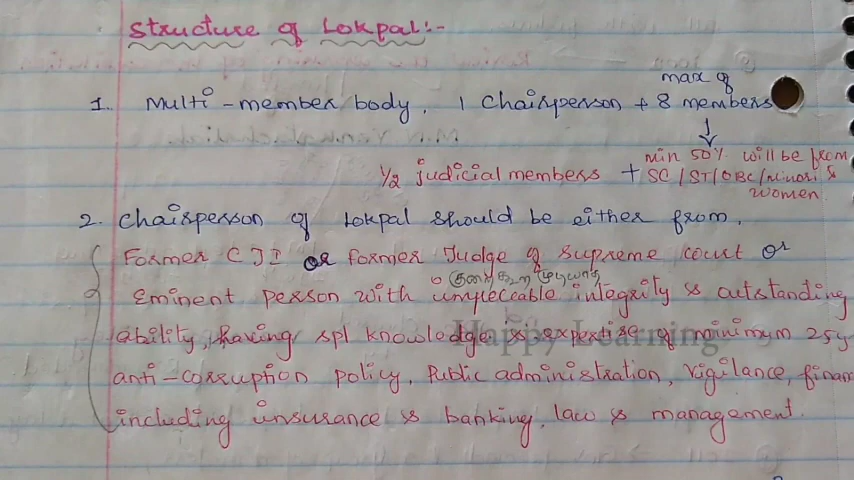 Structure of Lokpal:-
max of
1. Multi-member body. 1 Chairperson + 8 members
1/2 judicial members + min 50% will be from
SC/ST/OBC/minori &
women.
2. Chairperson of Lokpal should be either from,
Former CJI or former Judge of supreme court or
குறைகூற முடியாத
Eminent person with impeccable integrity & outstanding
ability, having spl knowledge & expertise of minimum 25y
anti-corruption policy, Public administration, vigilance, financ
including insurance & banking, law & management.
Happy Learning